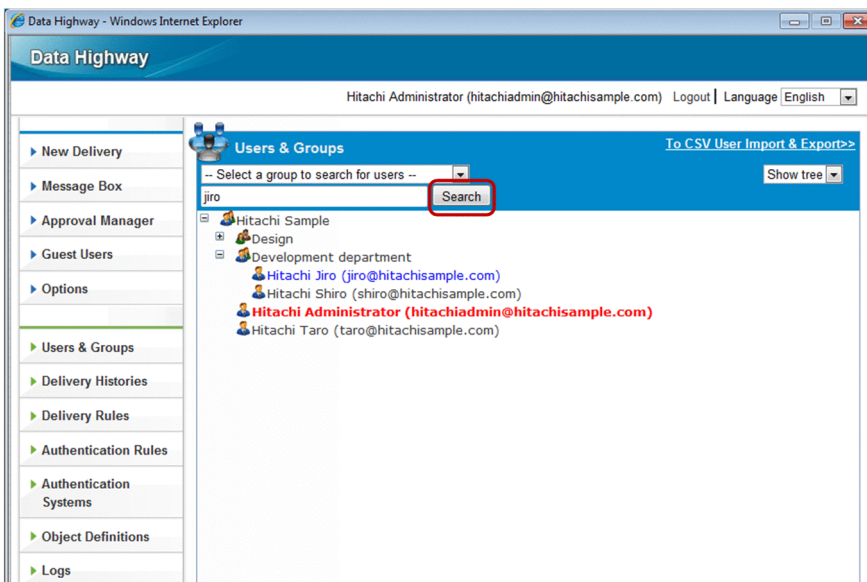 Data Highway - Windows Internet Explorer
Data Highway
Hitachi Administrator (hitachiadmin@hitachisample.com) Logout | Language English
New Delivery
Message Box
Approval Manager
Guest Users
Options
Users & Groups
Delivery Histories
Delivery Rules
Authentication Rules
Authentication
Systems
Object Definitions
Logs
Users & Groups
To CSV User Import & Export>>
-- Select a group to search for users --
Show tree
jiro
Search
Hitachi Sample
Design
Development department
Hitachi Jiro (jiro@hitachisample.com)
Hitachi Shiro (shiro@hitachisample.com)
Hitachi Administrator (hitachiadmin@hitachisample.com)
Hitachi Taro (taro@hitachisample.com)